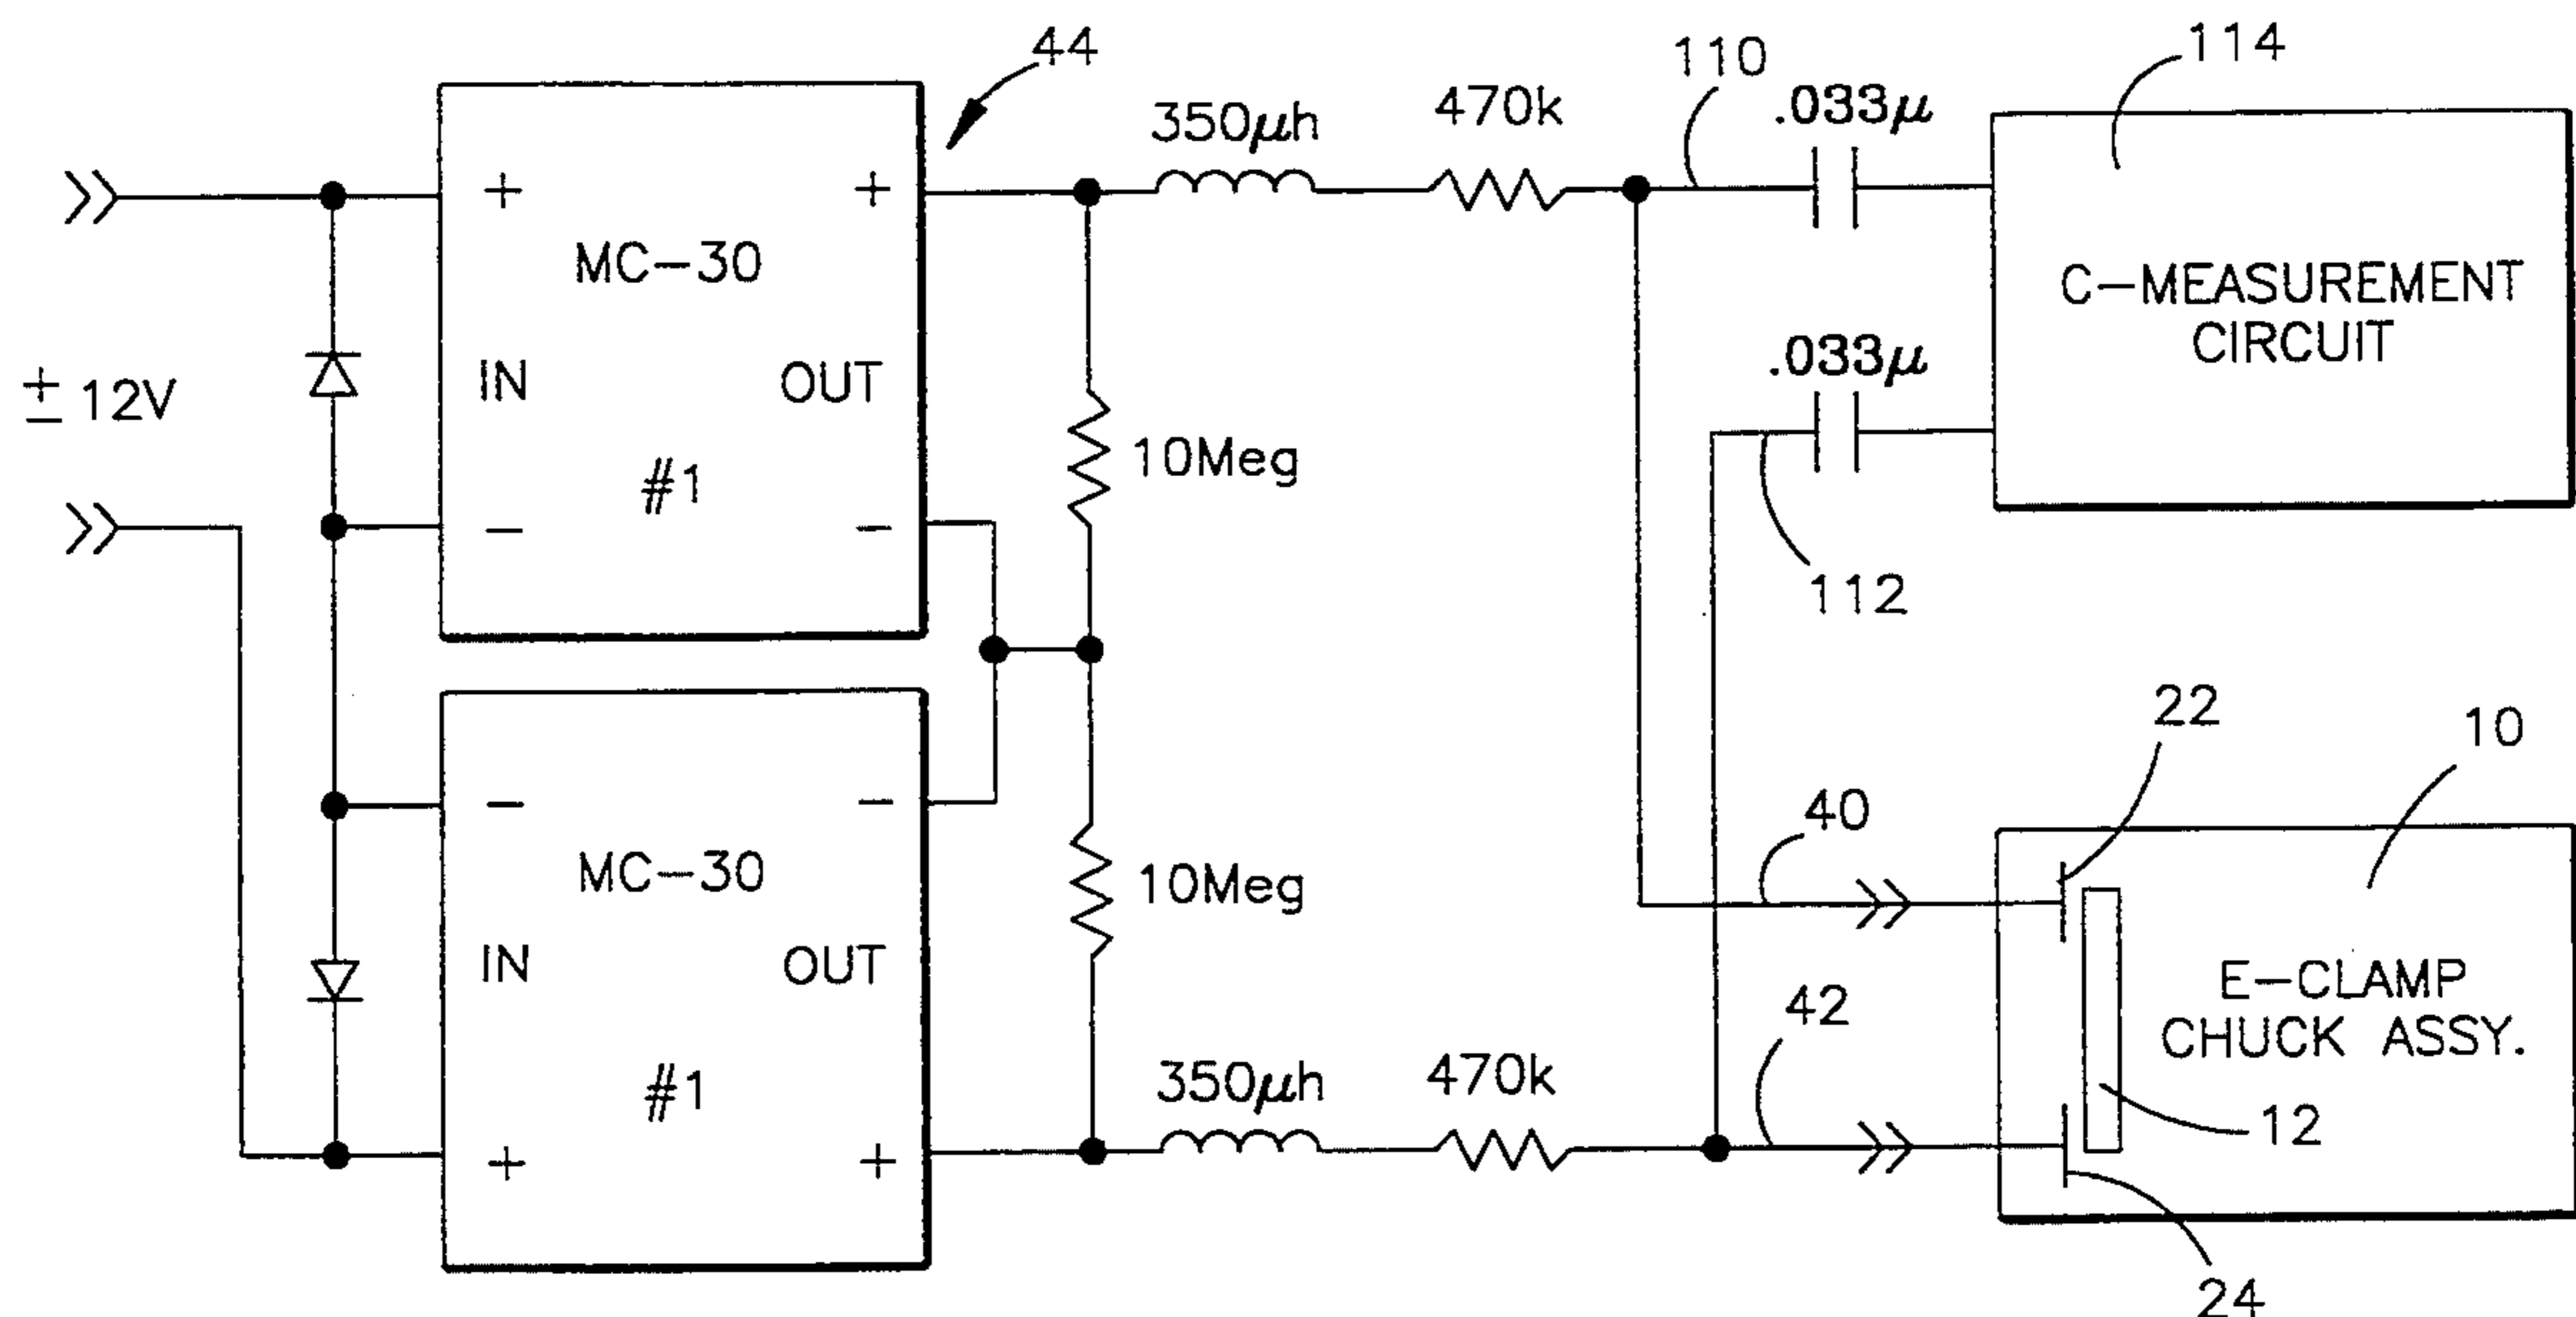 44
110
114
350μh
470k
.033μ
+
+
MC-30
C-MEASUREMENT
CIRCUIT
± 12V
IN
OUT
.033μ
10Meg
#1
−
−
112
22
10
−
−
40
MC-30
10Meg
IN
OUT
E-CLAMP
CHUCK ASSY.
42
350μh
470k
#1
12
+
+
24